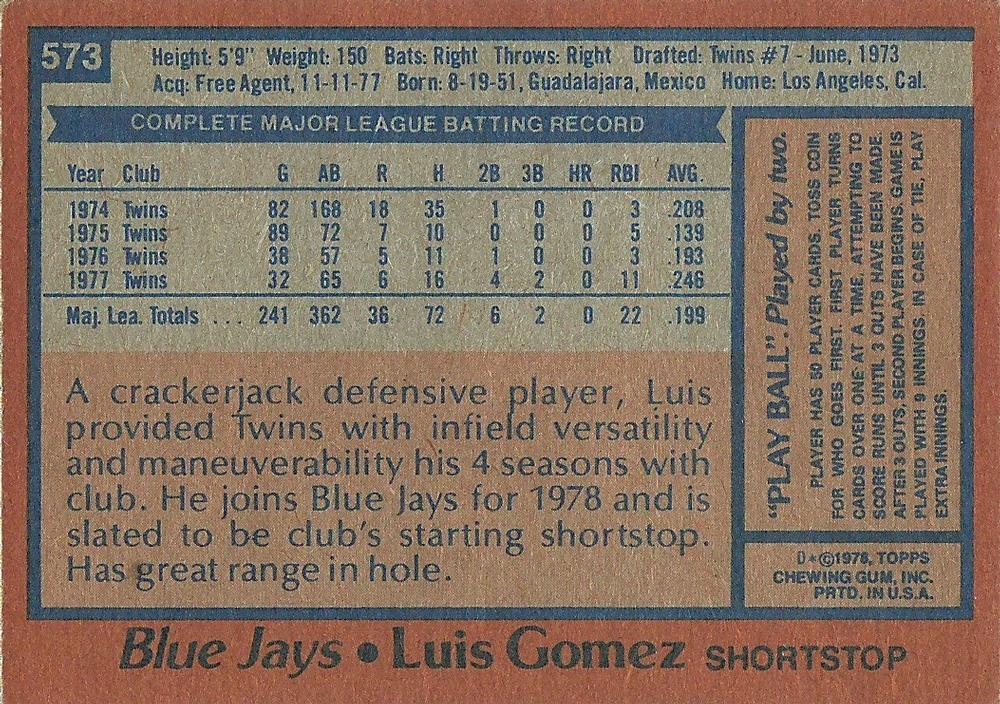 573
Height: 5'9" Weight: 150 Bats: Right Throws: Right Drafted: Twins #7 - June, 1973
Acq: Free Agent, 11-11-77 Born: 8-19-51, Guadalajara, Mexico Home: Los Angeles, Cal.
COMPLETE MAJOR LEAGUE BATTING RECORD
Year Club G AB R H 2B 3B HR RBI AVG.
1974 Twins 82 168 18 35 1 0 0 3 .208
1975 Twins 89 72 7 10 0 0 0 5 .139
1976 Twins 38 57 5 11 1 0 0 3 .193
1977 Twins 32 65 6 16 4 2 0 11 .246
Maj. Lea. Totals ... 241 362 36 72 6 2 0 22 .199
A crackerjack defensive player, Luis
provided Twins with infield versatility
and maneuverability his 4 seasons with
club. He joins Blue Jays for 1978 and is
slated to be club's starting shortstop.
Has great range in hole.
"PLAY BALL". Played by two.
PLAYER HAS 50 PLAYER CARDS. TOSS COIN
FOR WHO GOES FIRST. FIRST PLAYER TURNS
CARDS OVER ONE AT A TIME. ATTEMPTING TO
SCORE RUNS UNTIL 3 OUTS HAVE BEEN MADE.
AFTER 3 OUTS, SECOND PLAYER BEGINS. GAME IS
PLAYED WITH 9 INNINGS. IN CASE OF TIE, PLAY
EXTRA INNINGS.
D*©1978, TOPPS
CHEWING GUM, INC.
PRTD. IN U.S.A.
Blue Jays • Luis Gomez SHORTSTOP